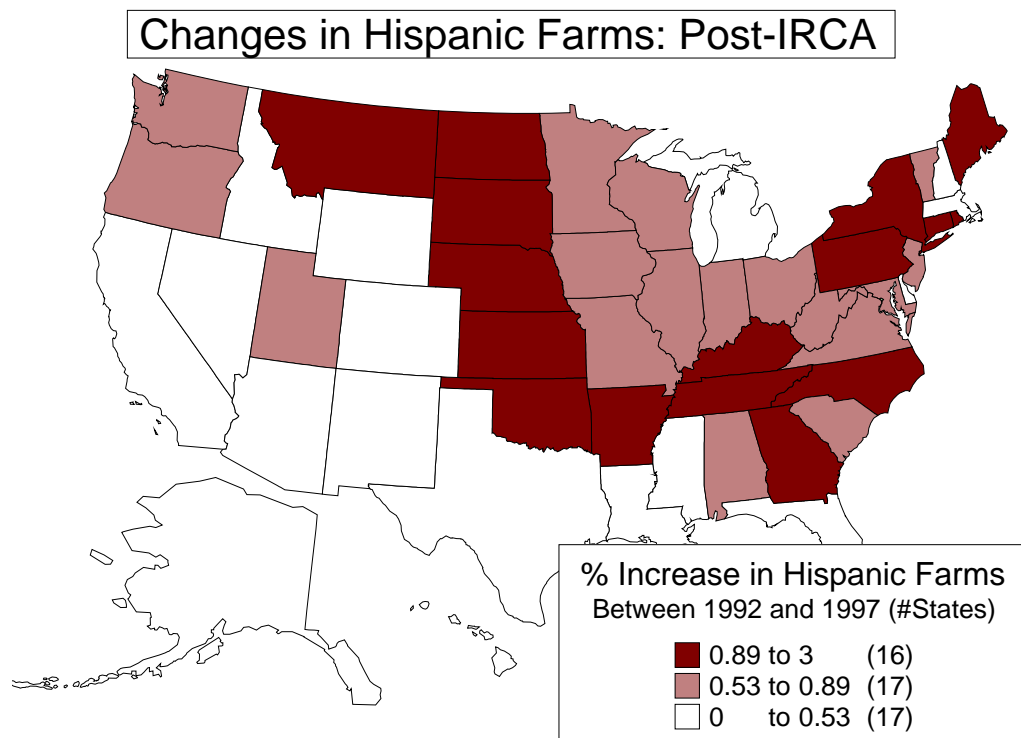 Changes in Hispanic Farms: Post-IRCA
% Increase in Hispanic Farms
Between 1992 and 1997 (#States)
0.89 to 3 (16)
0.53 to 0.89 (17)
0 to 0.53 (17)